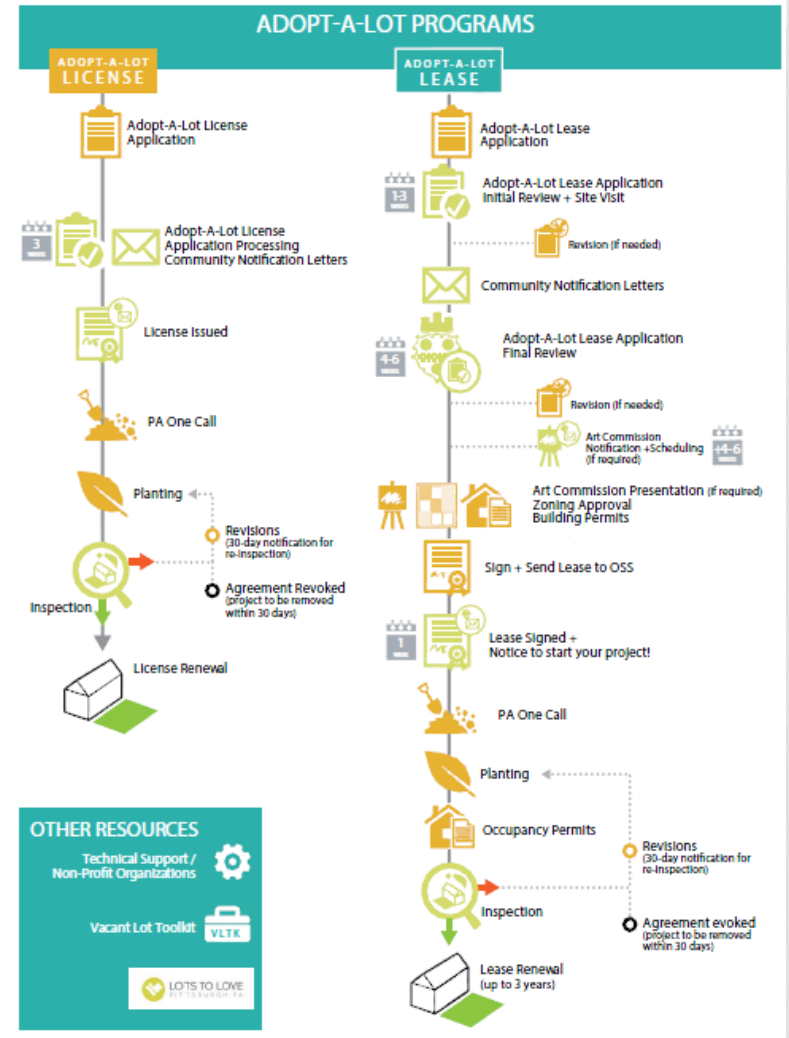 ADOPT-A-LOT PROGRAMS
ADOPT-A-LOT
LICENSE
Adopt-A-Lot License
Application
3
Adopt-A-Lot License
Application Processing
Community Notification Letters
License Issued
PA One Call
Planting
Revisions
(30-day notification for
re-inspection)
Agreement Revoked
(project to be removed
within 30 days)
Inspection
License Renewal
ADOPT-A-LOT
LEASE
Adopt-A-Lot Lease
Application
1-3
Adopt-A-Lot Lease Application
Initial Review + Site Visit
Revision (if needed)
Community Notification Letters
4-6
Adopt-A-Lot Lease Application
Final Review
Revision (if needed)
Art Commission
Notification +Scheduling
(if required)
+4-6
Art Commission Presentation (if required)
Zoning Approval
Building Permits
Sign + Send Lease to OSS
1
Lease Signed +
Notice to start your project!
PA One Call
Planting
Occupancy Permits
Revisions
(30-day notification for
re-inspection)
Inspection
Agreement evoked
(project to be removed
within 30 days)
Lease Renewal
(up to 3 years)
OTHER RESOURCES
Technical Support /
Non-Profit Organizations
Vacant Lot Toolkit
VLTK
LOTS TO LOVE
PITTSBURGH, PA